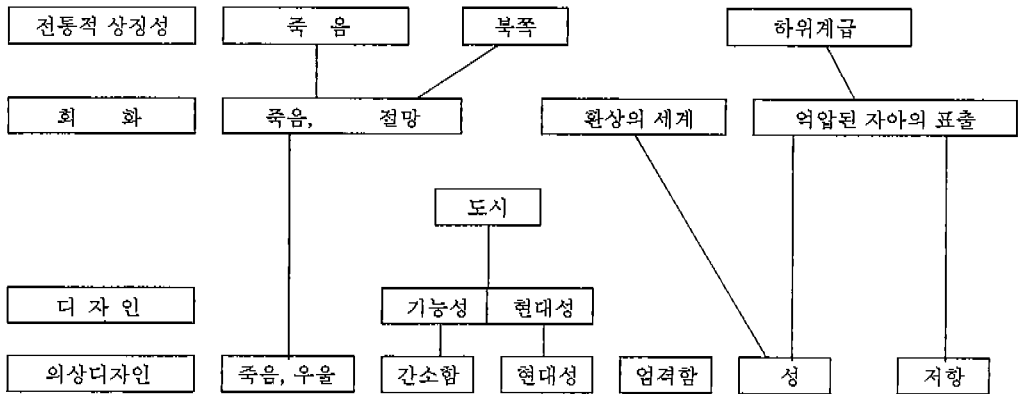 전통적 상징성 죽 음 북쪽 하위계급
회 화 죽음, 절망 환상의 세계 억압된 자아의 표출
도시
디 자 인 기능성 현대성
의상디자인 죽음, 우울 간소함 현대성 엄격함 성 저항